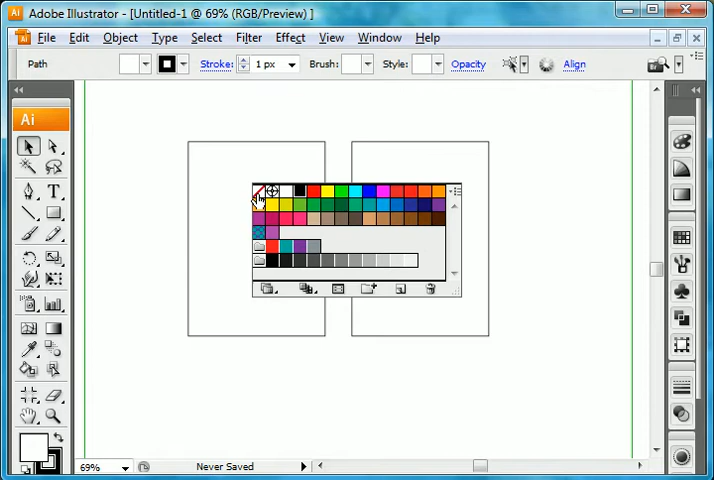 Adobe Illustrator - [Untitled-1 @ 69% (RGB/Preview) ]
File Edit Object Type Select Filter Effect View Window Help
Path Stroke: 1 px Brush: Style: Opacity Align
Ai
T
69% Never Saved